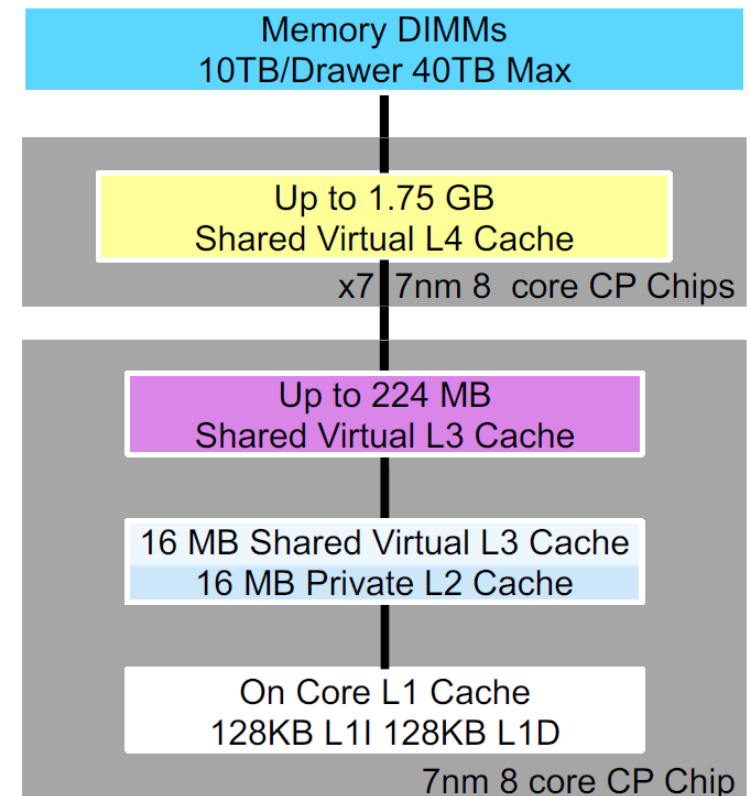 Memory DIMMs
10TB/Drawer 40TB Max
Up to 1.75 GB
Shared Virtual L4 Cache
x7 7nm 8 core CP Chips
Up to 224 MB
Shared Virtual L3 Cache
16 MB Shared Virtual L3 Cache
16 MB Private L2 Cache
On Core L1 Cache
128KB L1I 128KB L1D
7nm 8 core CP Chip